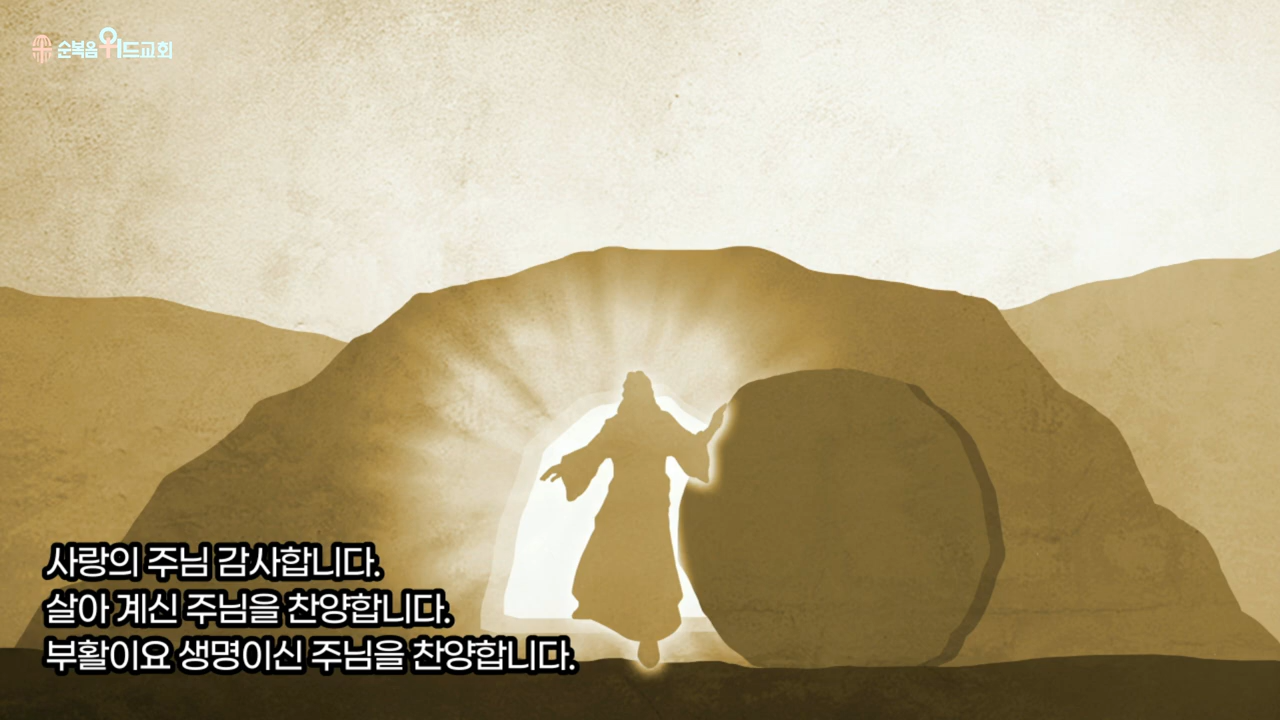 순복음위드교회
사랑의 주님 감사합니다.
살아 계신 주님을 찬양합니다.
부활이요 생명이신 주님을 찬양합니다.